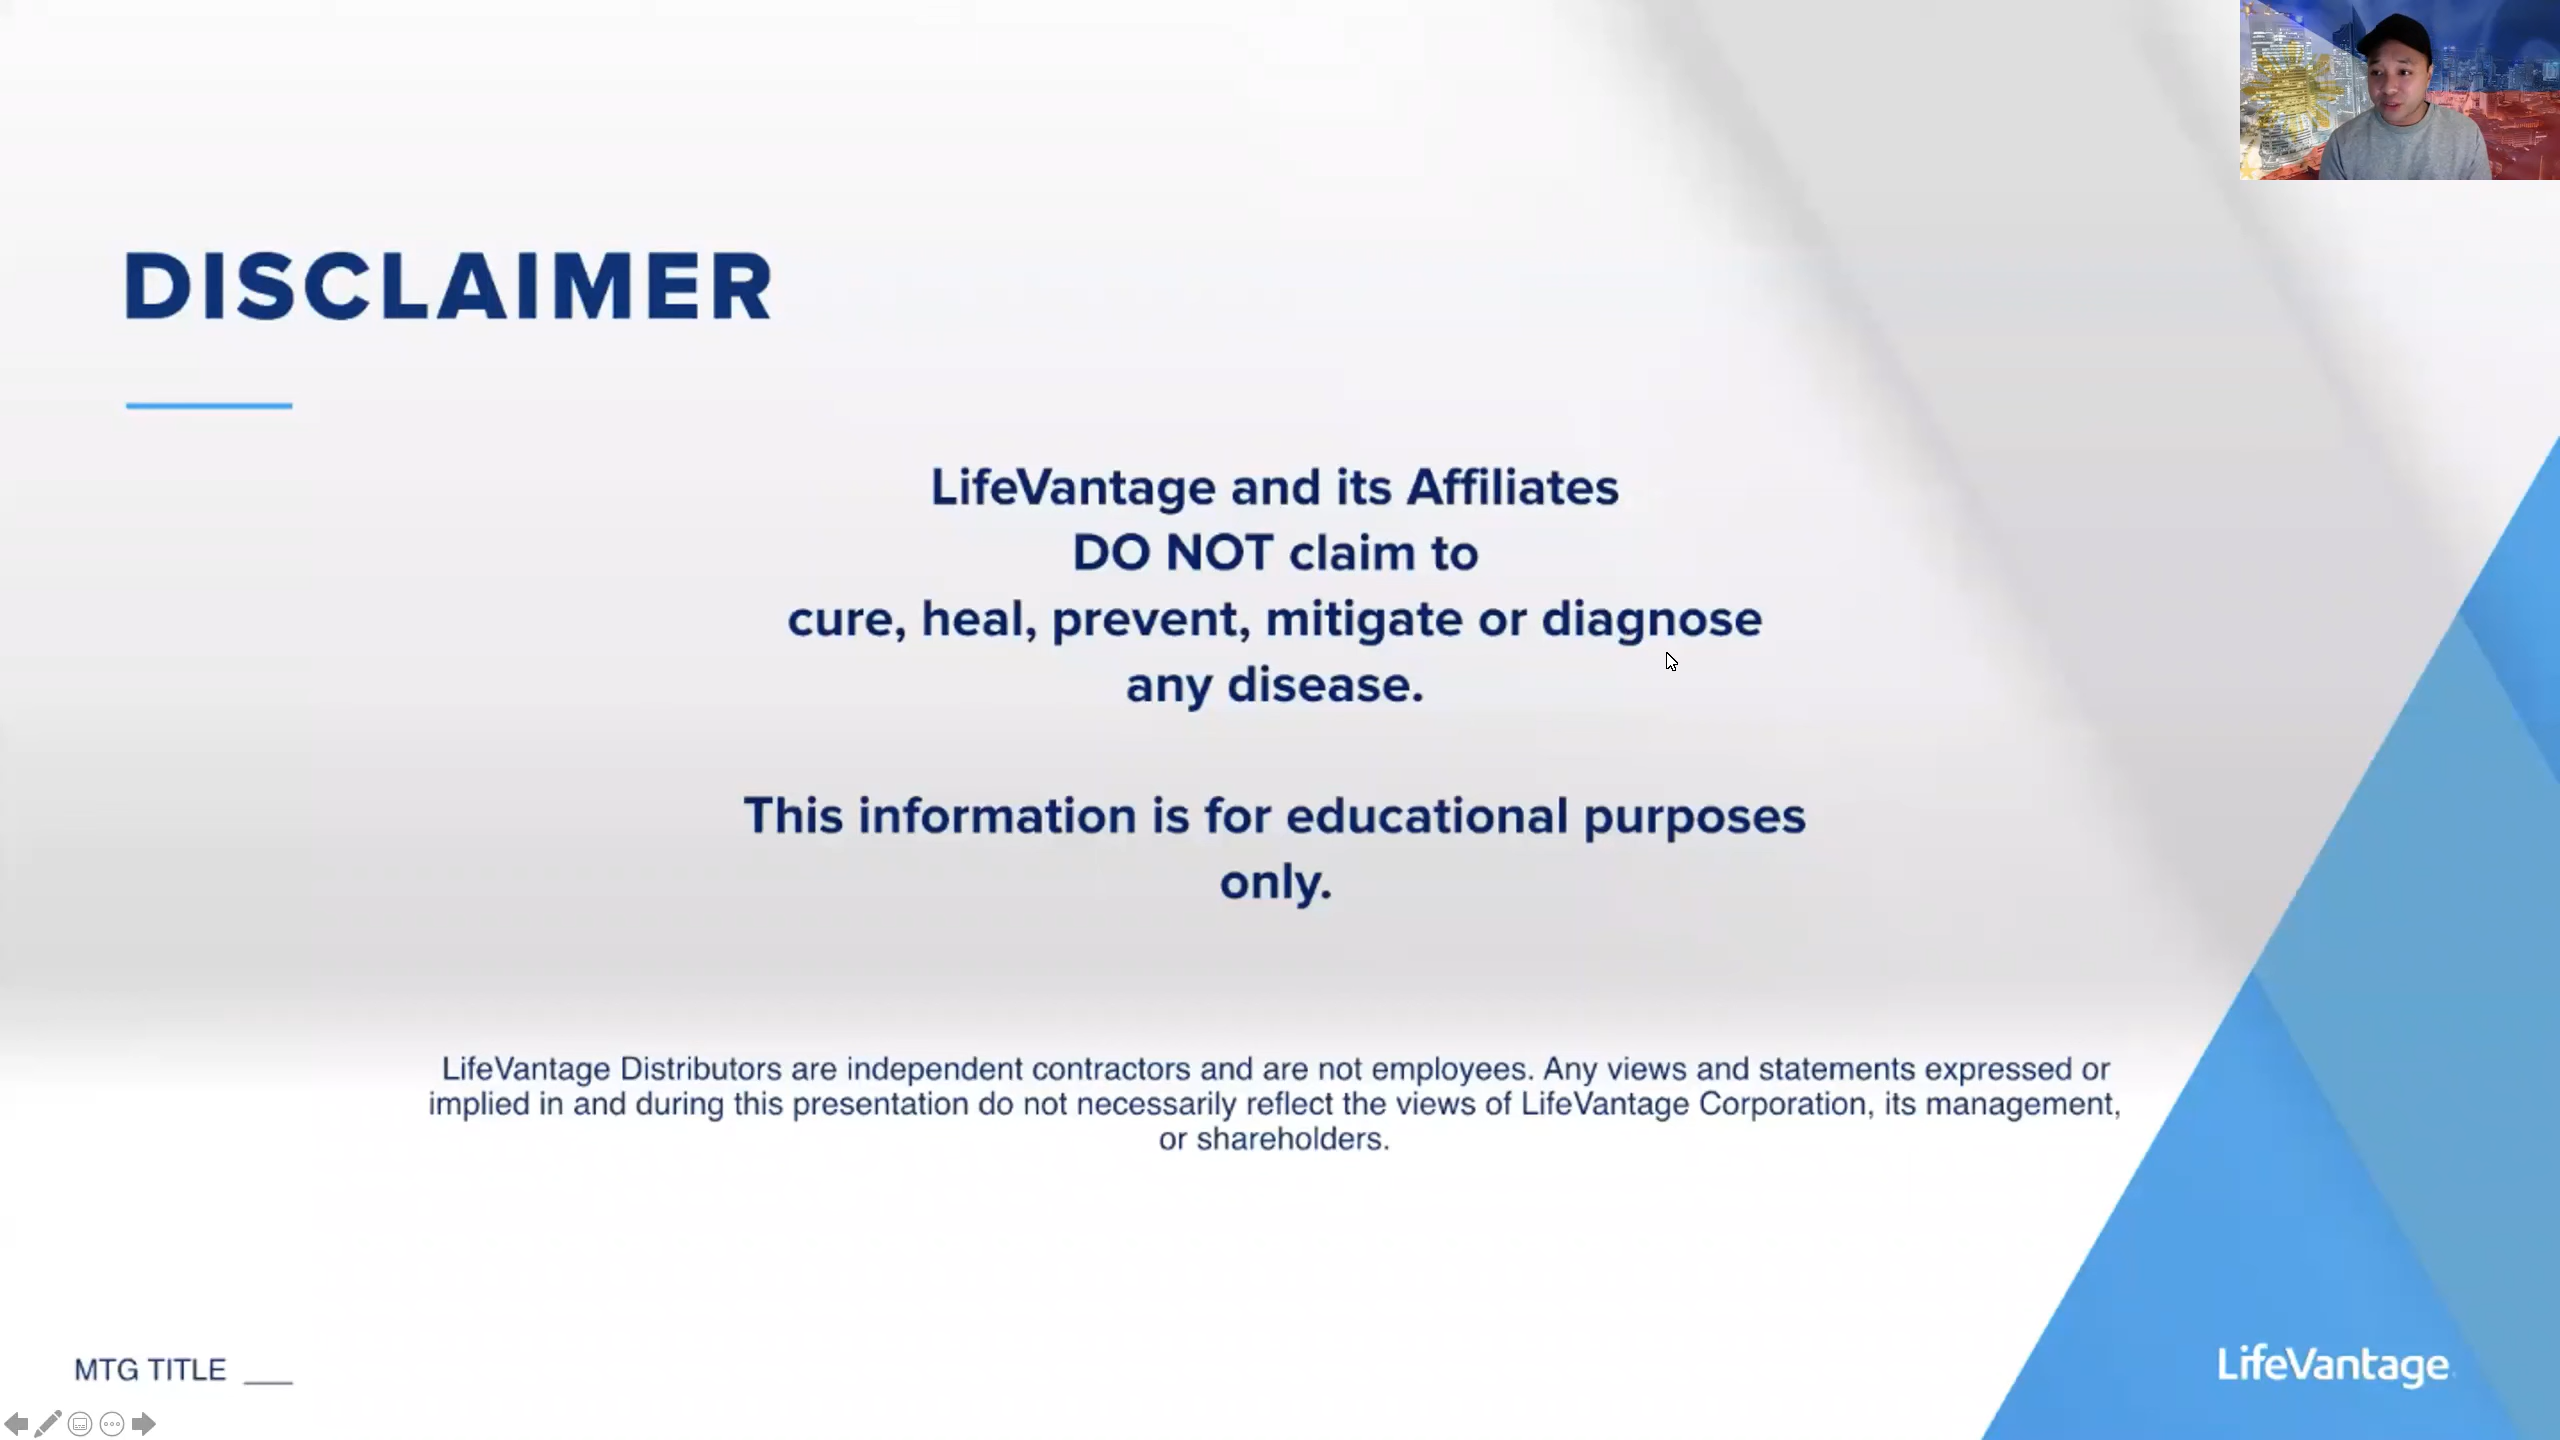 DISCLAIMER
LifeVantage and its Affiliates
DO NOT claim to
cure, heal, prevent, mitigate or diagnose
any disease.
This information is for educational purposes
only.
LifeVantage Distributors are independent contractors and are not employees. Any views and statements expressed or
implied in and during this presentation do not necessarily reflect the views of LifeVantage Corporation, its management,
or shareholders.
MTG TITLE ___
LifeVantage